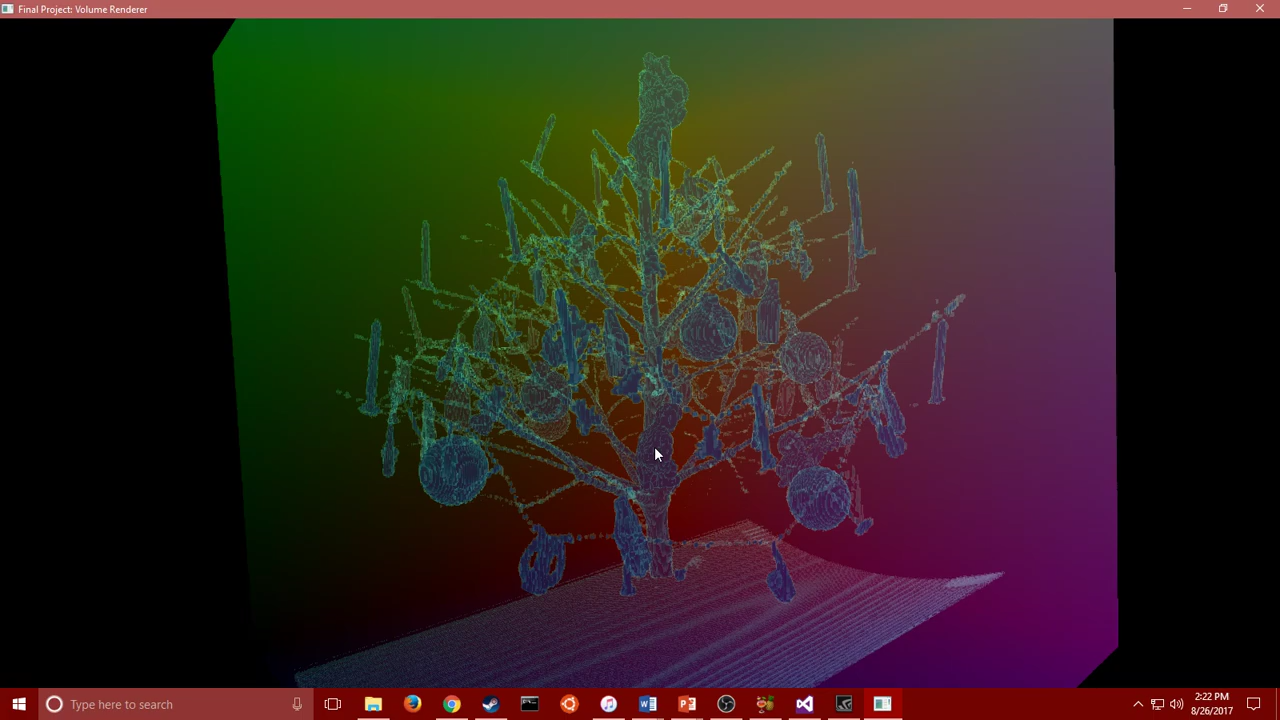 Final Project: Volume Renderer
Type here to search
2:22 PM
8/26/2017